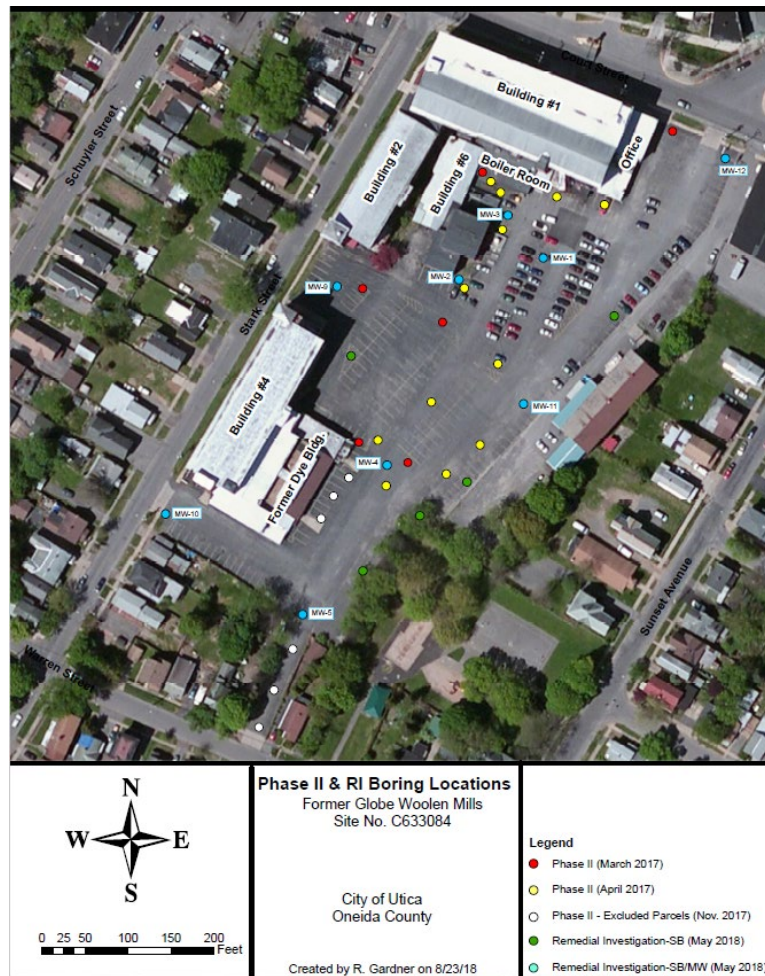 Court Street
Building #1
Schuyler Street
Office
Building #2
Boiler Room
MW-12
Building #6
MW-3
MW-1
MW-2
MW-9
Stark Street
Building #4
MW-11
Former Dye Bldg.
MW-4
MW-10
Sunset Avenue
MW-5
Warren Street
N
W E
S
0 25 50 100 150 200
Feet
Phase II & RI Boring Locations
Former Globe Woolen Mills
Site No. C633084
City of Utica
Oneida County
Created by R. Gardner on 8/23/18
Legend
Phase II (March 2017)
Phase II (April 2017)
Phase II - Excluded Parcels (Nov. 2017)
Remedial Investigation-SB (May 2018)
Remedial Investigation-SB/MW (May 2018)